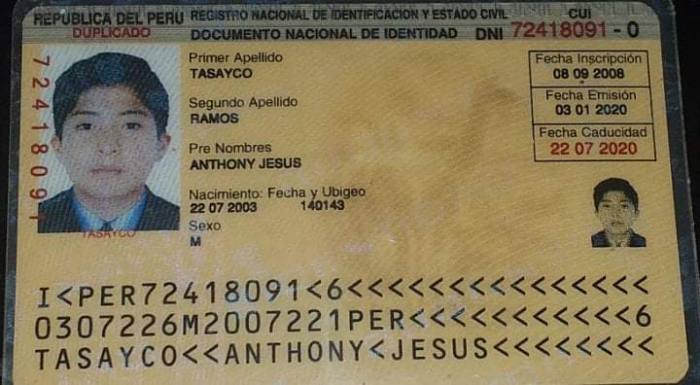 REPUBLICA DEL PERU REGISTRO NACIONAL DE IDENTIFICACION Y ESTADO CIVIL CUI
DUPLICADO DOCUMENTO NACIONAL DE IDENTIDAD DNI 72418091 - 0
72418091
Primer Apellido
TASAYCO
Segundo Apellido
RAMOS
Pre Nombres
ANTHONY JESUS
Nacimiento: Fecha y Ubigeo
22 07 2003 140143
Sexo
M
Fecha Inscripción
08 09 2008
Fecha Emisión
03 01 2020
Fecha Caducidad
22 07 2020
TASAYCO
I<PER72418091<6<<<<<<<<<<<<<<<
0307226M2007221PER<<<<<<<<<<<6
TASAYCO<<ANTHONY<JESUS<<<<<<<<